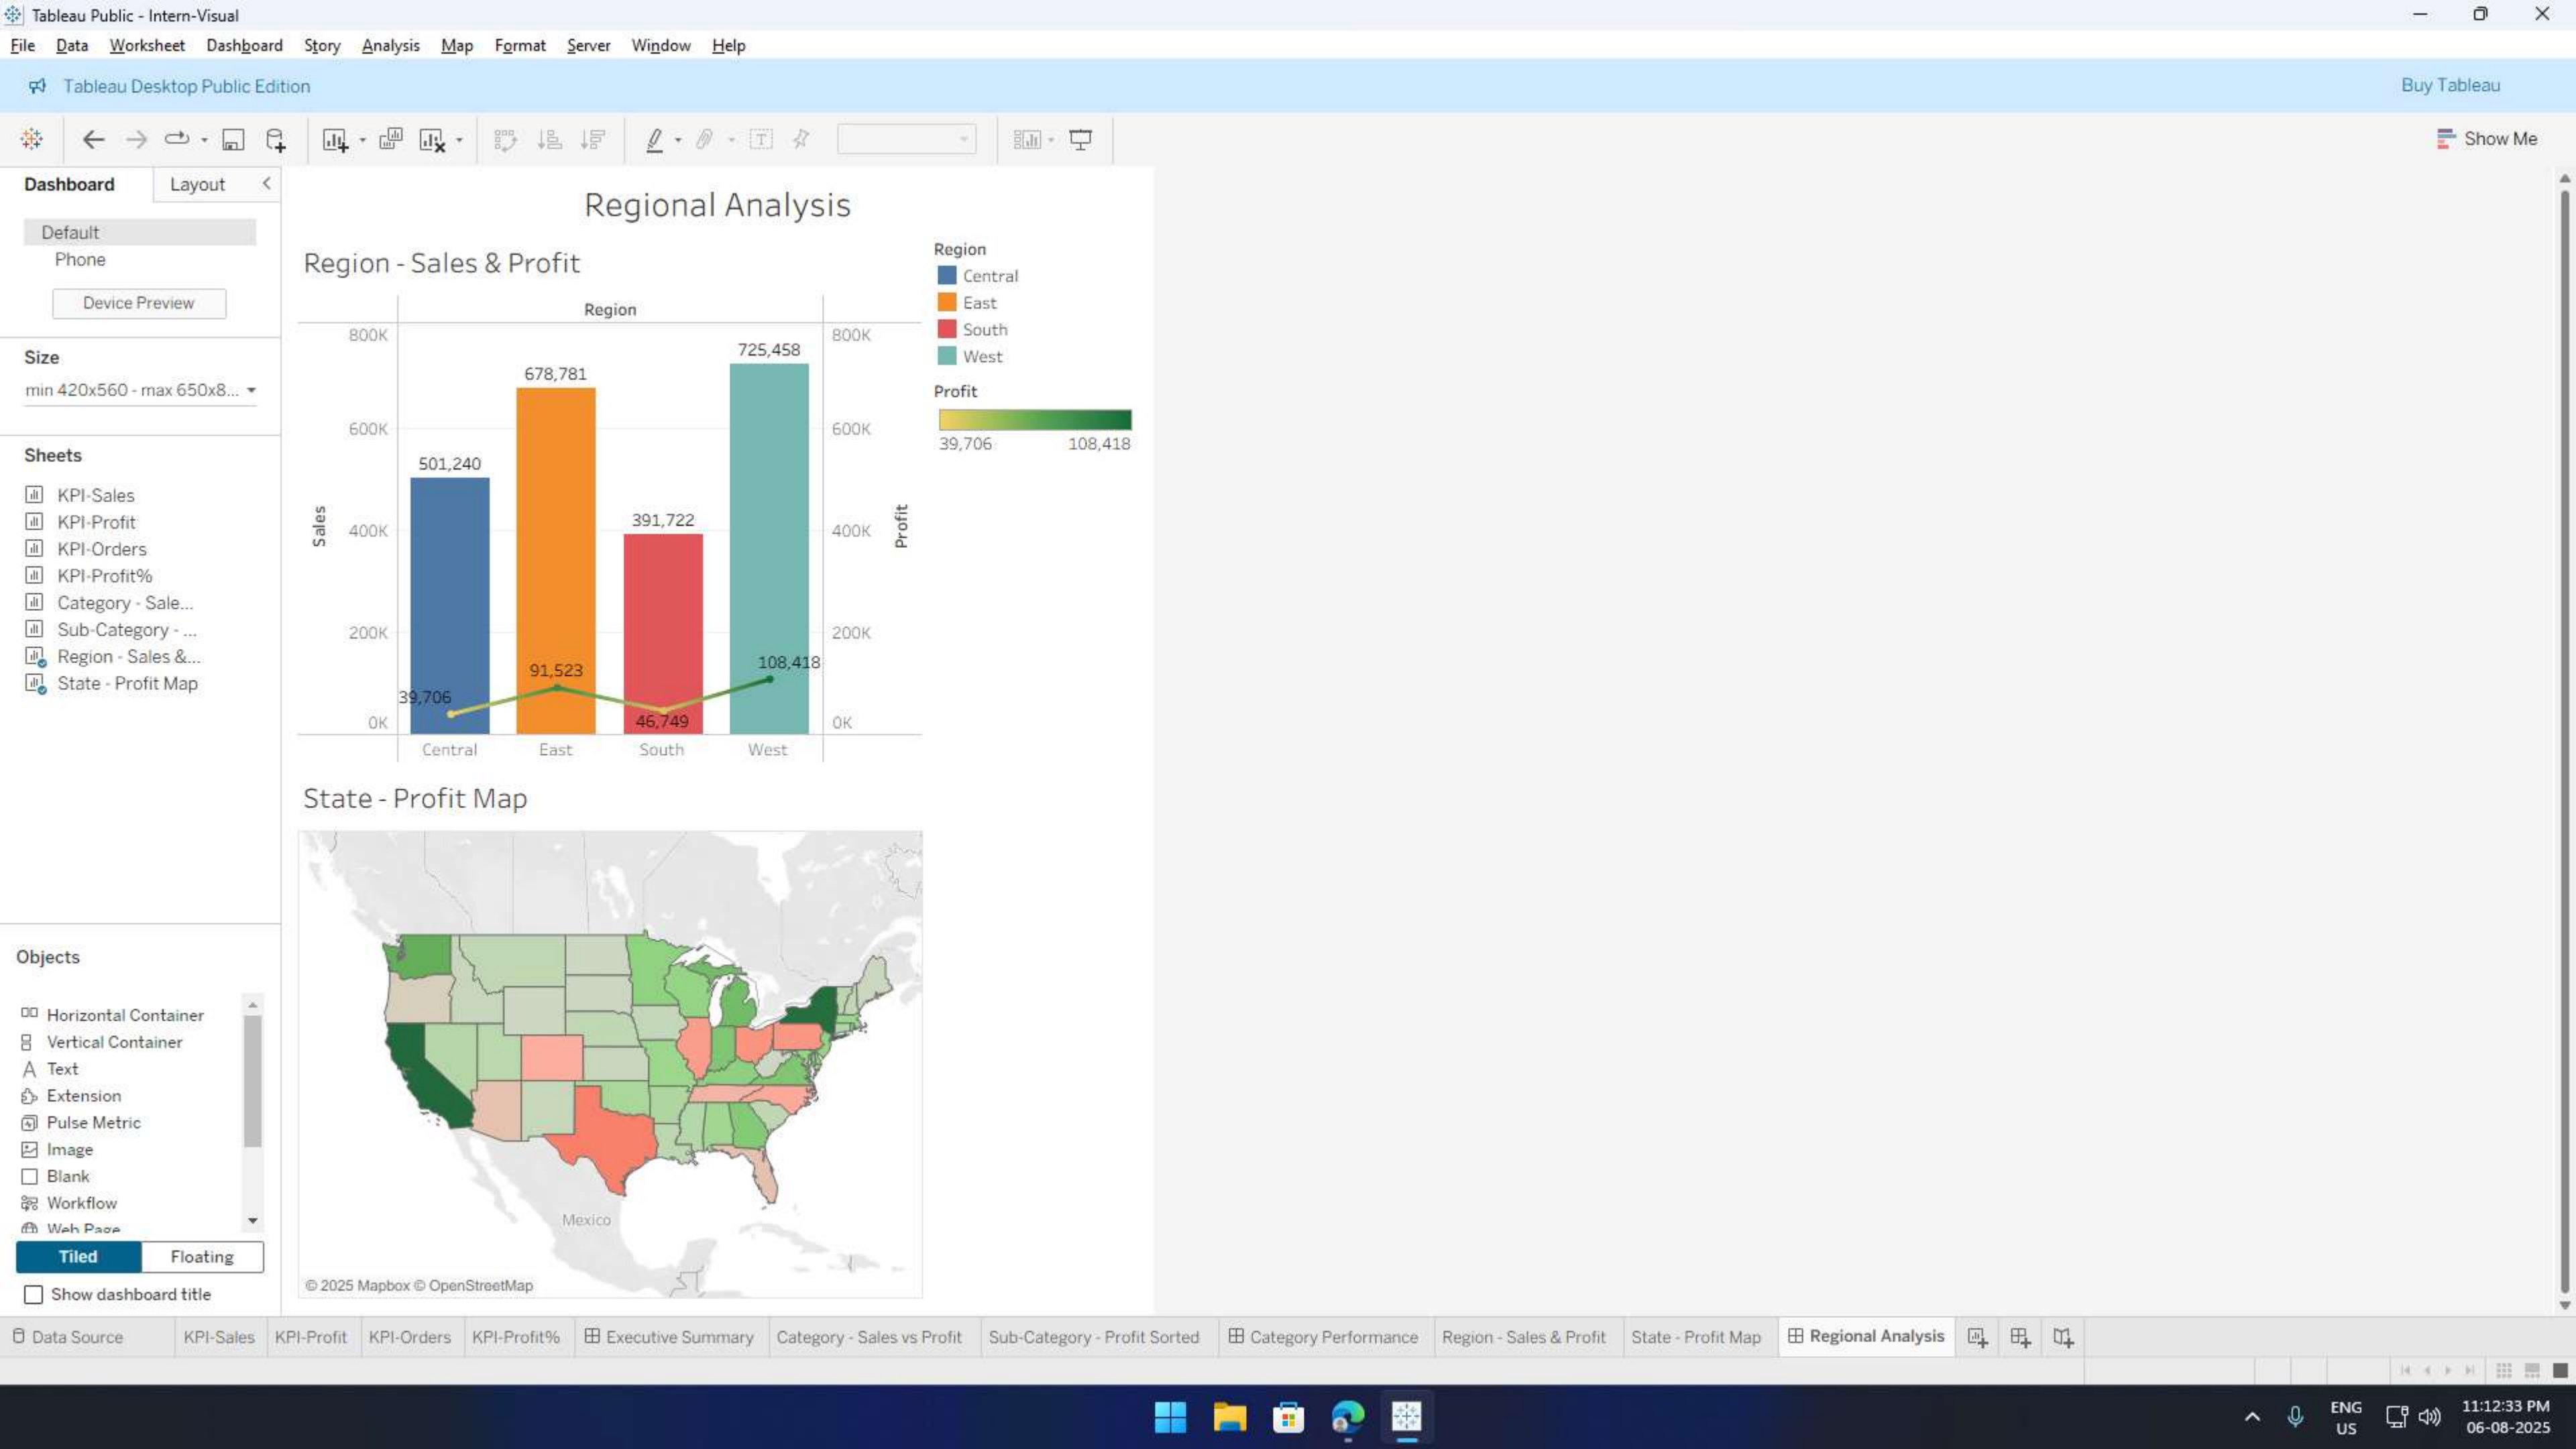 Tableau Public - Intern-Visual
File Data Worksheet Dashboard Story Analysis Map Format Server Window Help
Tableau Desktop Public Edition
Buy Tableau
Show Me
Dashboard Layout
Default
Phone
Device Preview
Size
min 420x560 - max 650x8...
Sheets
KPI-Sales
KPI-Profit
KPI-Orders
KPI-Profit%
Category - Sale...
Sub-Category - ...
Region - Sales &...
State - Profit Map
Objects
Horizontal Container
Vertical Container
Text
Extension
Pulse Metric
Image
Blank
Workflow
Web Page
Tiled Floating
Show dashboard title
Regional Analysis
Region - Sales & Profit
Region
800K
600K
400K
200K
0K
Sales
501,240
678,781
391,722
725,458
39,706
91,523
46,749
108,418
800K
600K
400K
200K
0K
Profit
Central East South West
Region
Central
East
South
West
Profit
39,706 108,418
State - Profit Map
Mexico
© 2025 Mapbox © OpenStreetMap
Data Source KPI-Sales KPI-Profit KPI-Orders KPI-Profit% Executive Summary Category - Sales vs Profit Sub-Category - Profit Sorted Category Performance Region - Sales & Profit State - Profit Map Regional Analysis
ENG
US
11:12:33 PM
06-08-2025